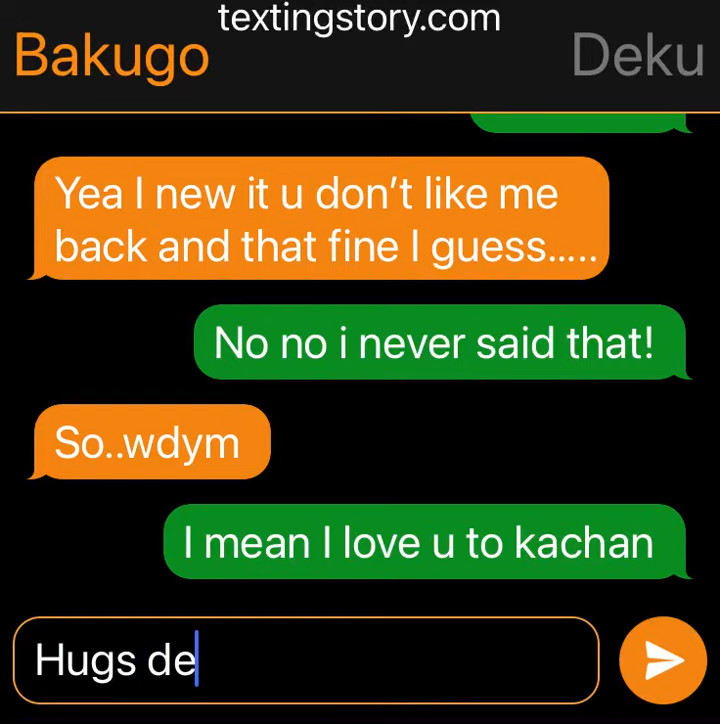 textingstory.com
Bakugo
Deku
Yea I new it u don’t like me
back and that fine I guess.....
No no i never said that!
So..wdym
I mean I love u to kachan
Hugs de